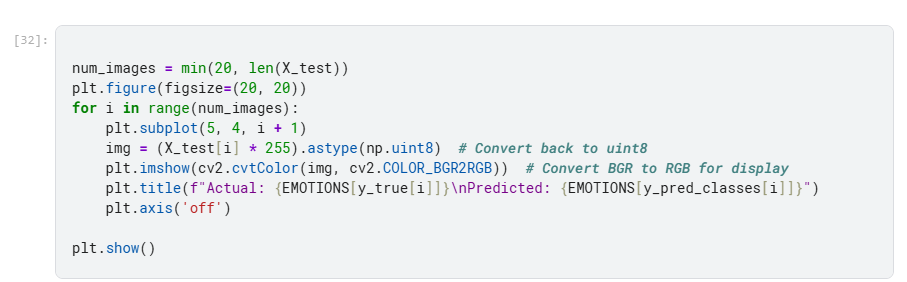 [32]:
num_images = min(20, len(X_test))
plt.figure(figsize=(20, 20))
for i in range(num_images):
    plt.subplot(5, 4, i + 1)
    img = (X_test[i] * 255).astype(np.uint8)  # Convert back to uint8
    plt.imshow(cv2.cvtColor(img, cv2.COLOR_BGR2RGB))  # Convert BGR to RGB for display
    plt.title(f"Actual: {EMOTIONS[y_true[i]]}\nPredicted: {EMOTIONS[y_pred_classes[i]]}")
    plt.axis('off')
plt.show()